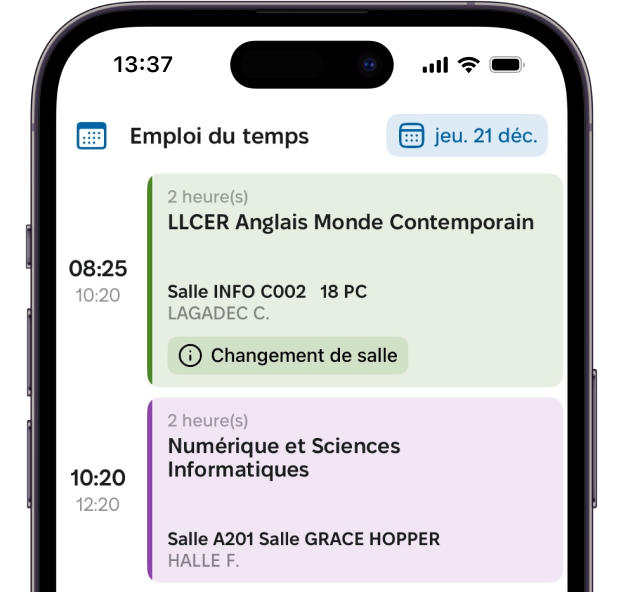 13:37
Emploi du temps
jeu. 21 déc.
2 heure(s)
LLCER Anglais Monde Contemporain
08:25
10:20
Salle INFO C002 18 PC
LAGADEC C.
Changement de salle
2 heure(s)
Numérique et Sciences
Informatiques
10:20
12:20
Salle A201 Salle GRACE HOPPER
HALLE F.